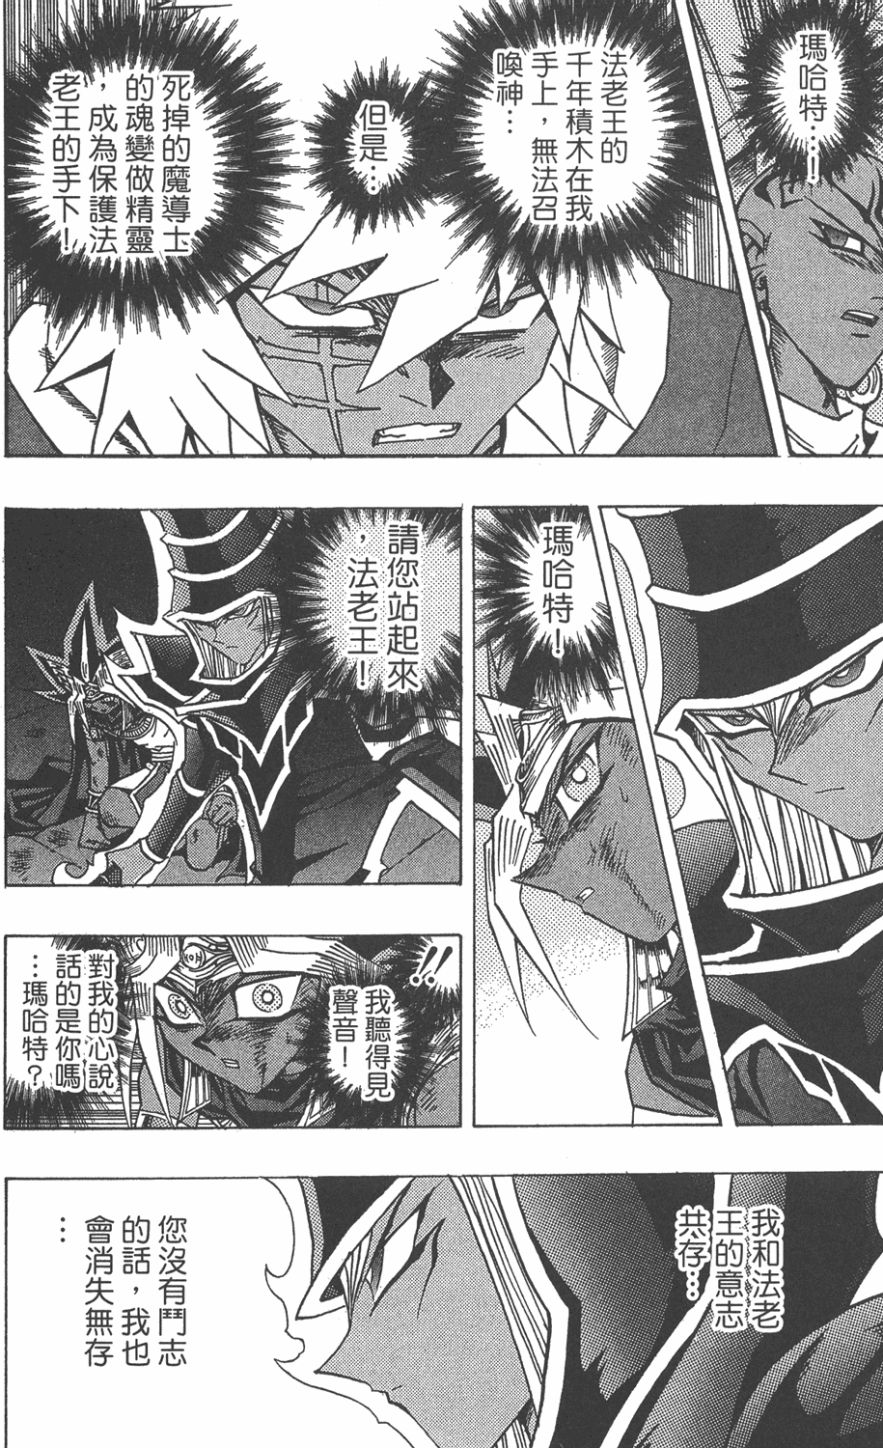 瑪哈特…！
法老王的
千年積木在我
手上，無法召
喚神…
但是…
死掉的魔導士
的魂變做精靈
，成為保護法
老王的手下！
瑪哈特！
請您站起來
，法老王！
!!
我聽得見
聲音！
對我的心說
話的是你嗎
…瑪哈特？
我和法老
王的意志
共存…
您沒有鬥志
的話，我也
會消失無存
…